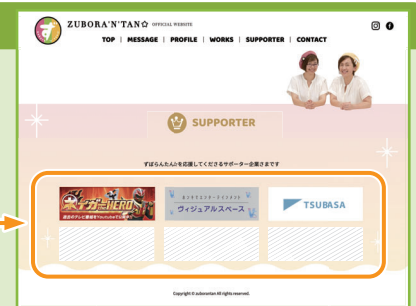 ZUBORA'N'TAN☆ OFFICIAL WEBSITE
TOP | MESSAGE | PROFILE | WORKS | SUPPORTER | CONTACT
SUPPORTER
ずぼらんたんを応援してくださるサポーター企業さまです
ヴィジュアルスペース
TSUBASA
Copyright © zuborantan All rights reserved.